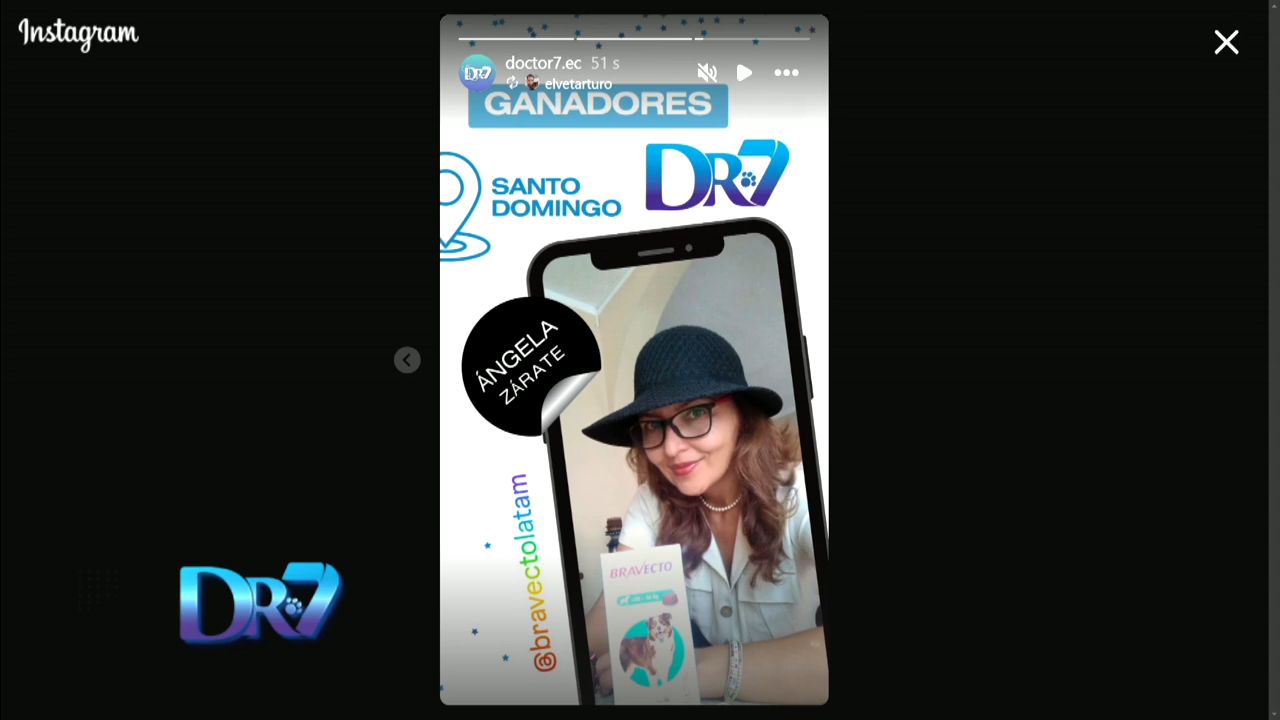 Instagram
doctor7.ec 51 s
elvetarturo
GANADORES
SANTO
DOMINGO
DR7
ÁNGELA
ZÁRATE
@bravectolatam
BRAVECTO
DR7